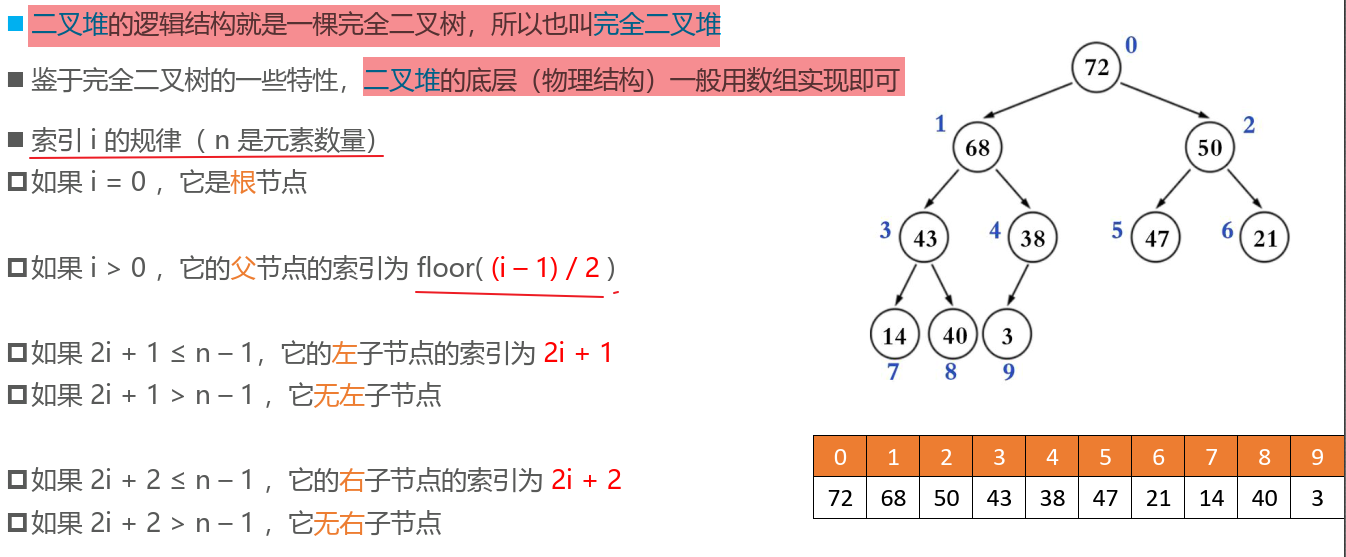 二叉堆的逻辑结构就是一棵完全二叉树，所以也叫完全二叉堆
鉴于完全二叉树的一些特性，二叉堆的底层（物理结构）一般用数组实现即可
索引 i 的规律（ n 是元素数量）
如果 i = 0 ，它是根节点
如果 i > 0 ，它的父节点的索引为 floor( (i – 1) / 2 )
如果 2i + 1 ≤ n – 1，它的左子节点的索引为 2i + 1
如果 2i + 1 > n – 1 ，它无左子节点
如果 2i + 2 ≤ n – 1 ，它的右子节点的索引为 2i + 2
如果 2i + 2 > n – 1 ，它无右子节点
0
72
1 2
68 50
3 4 5 6
43 38 47 21
14 40 3
7 8 9
0 1 2 3 4 5 6 7 8 9
72 68 50 43 38 47 21 14 40 3